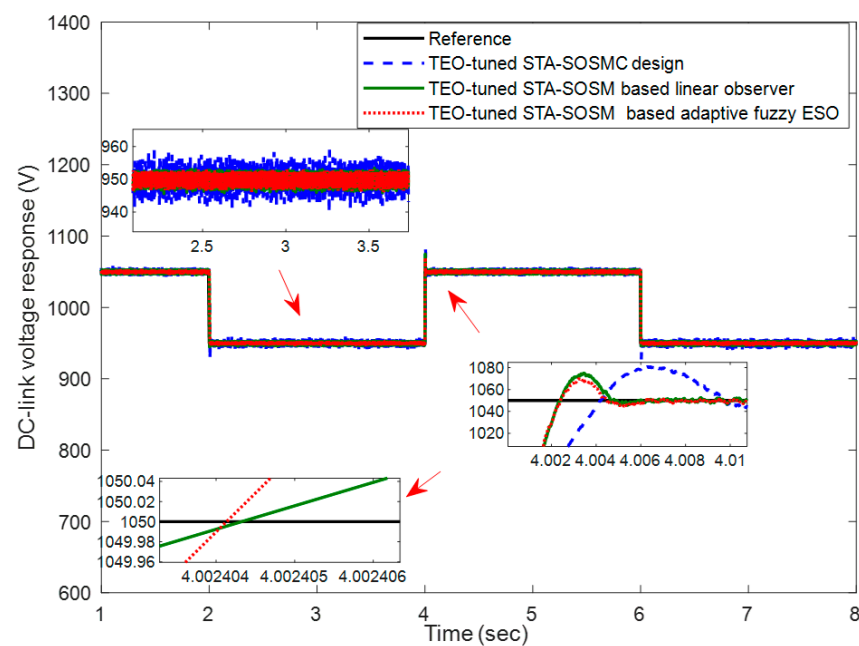 1400
1300
1200
1100
1000
900
800
700
600
DC-link voltage response (V)
Reference
TEO-tuned STA-SOSMC design
TEO-tuned STA-SOSM based linear observer
TEO-tuned STA-SOSM based adaptive fuzzy ESO
960
950
940
2.5 3 3.5
1080
1060
1040
1020
4.002 4.004 4.006 4.008 4.01
1050.04
1050.02
1050
1049.98
1049.96
4.002404 4.002405 4.002406
1 2 3 4 5 6 7 8
Time (sec)